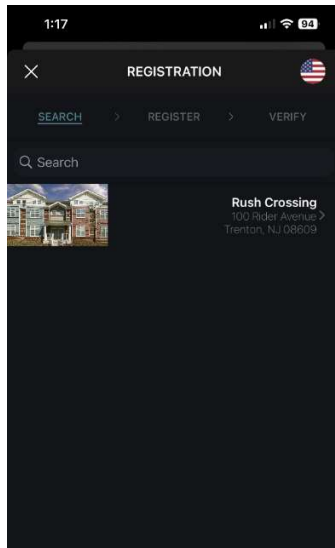 1:17
94
REGISTRATION
SEARCH > REGISTER > VERIFY
Search
Rush Crossing
100 Rider Avenue
Trenton, NJ 08609